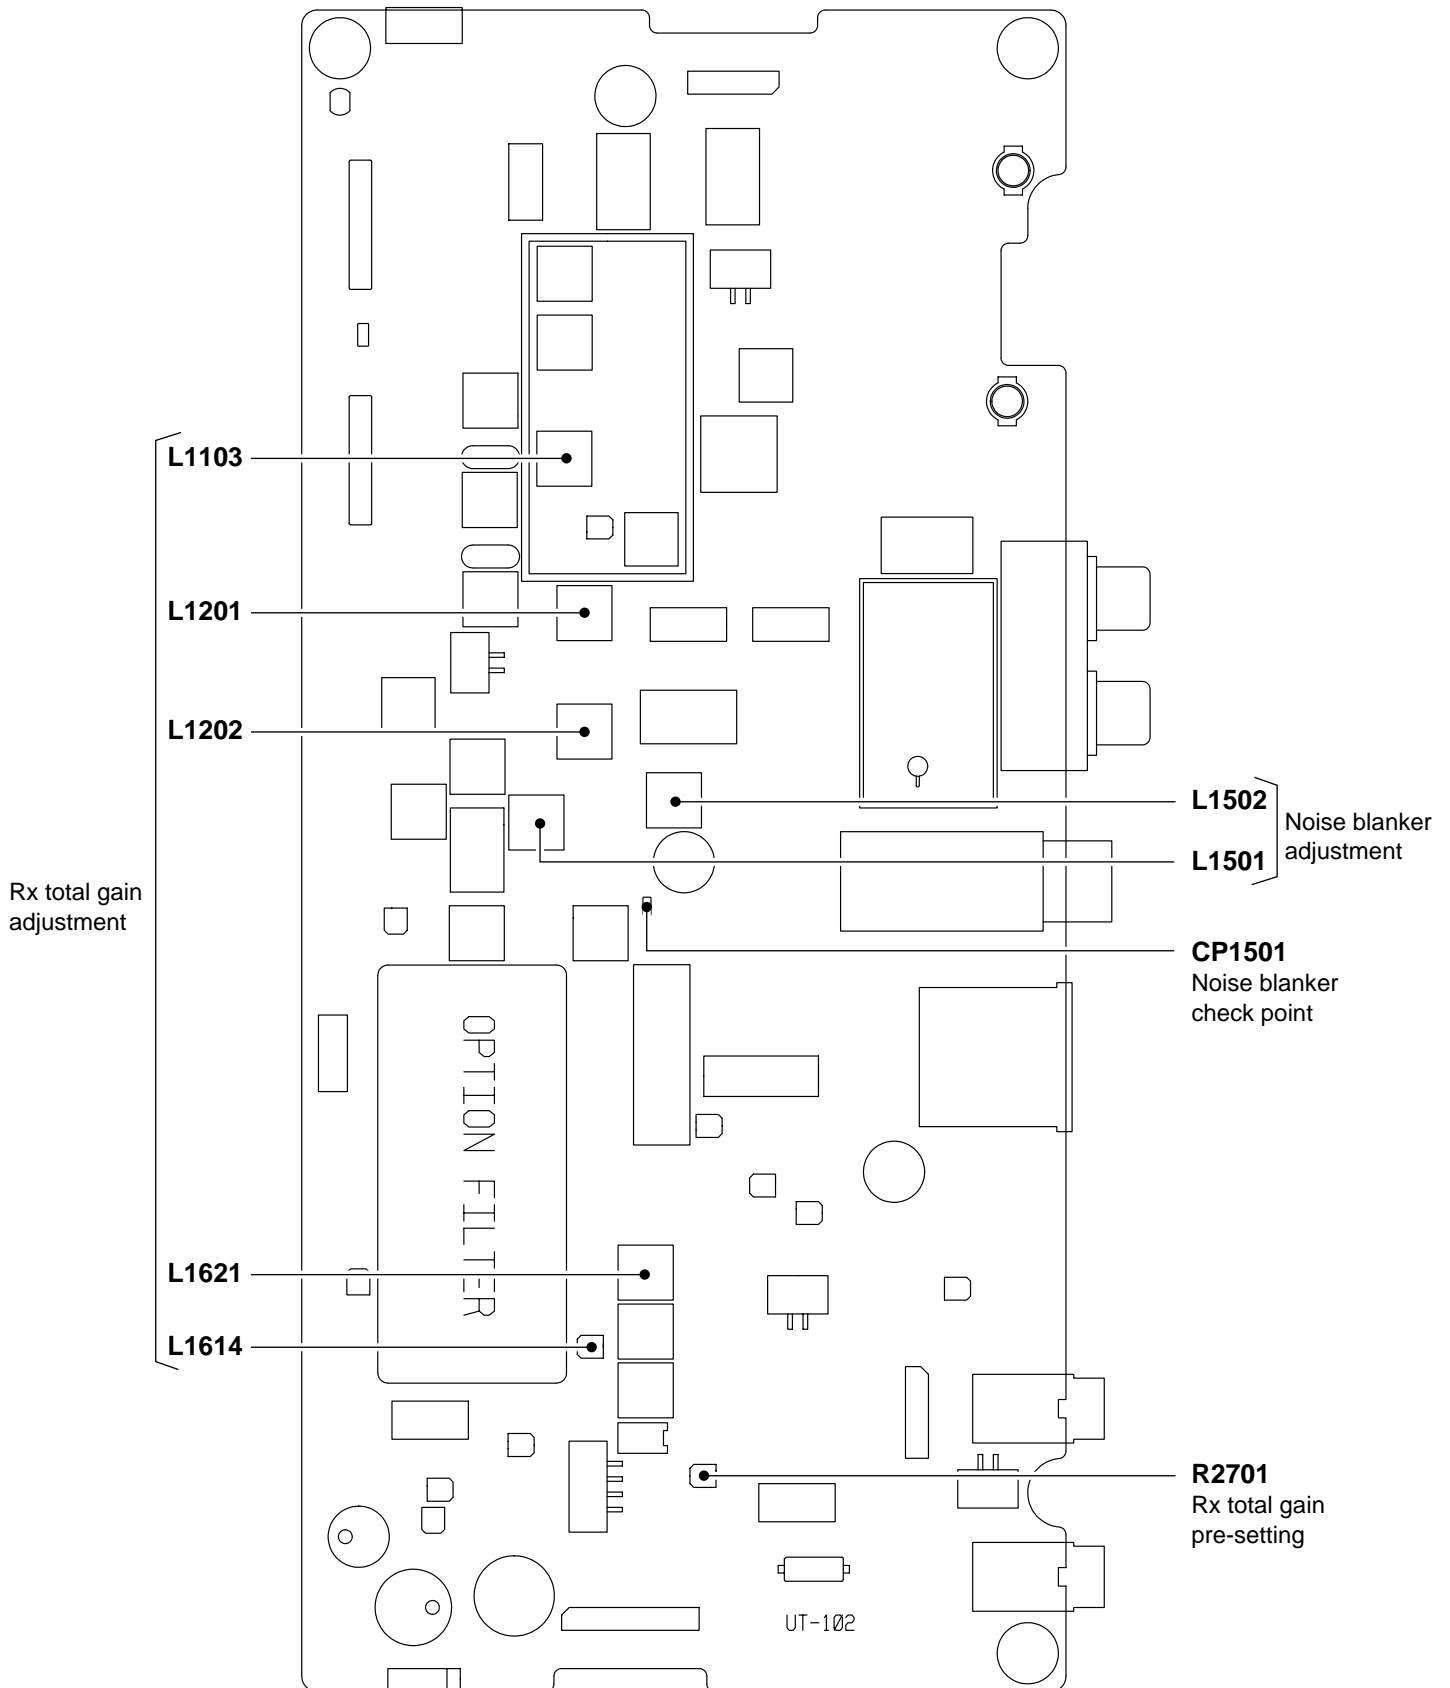 L1103
L1201
L1202
Rx total gain
adjustment
L1621
L1614
L1502
L1501
Noise blanker
adjustment
CP1501
Noise blanker
check point
OPTION FILTER
R2701
Rx total gain
pre-setting
UT-102